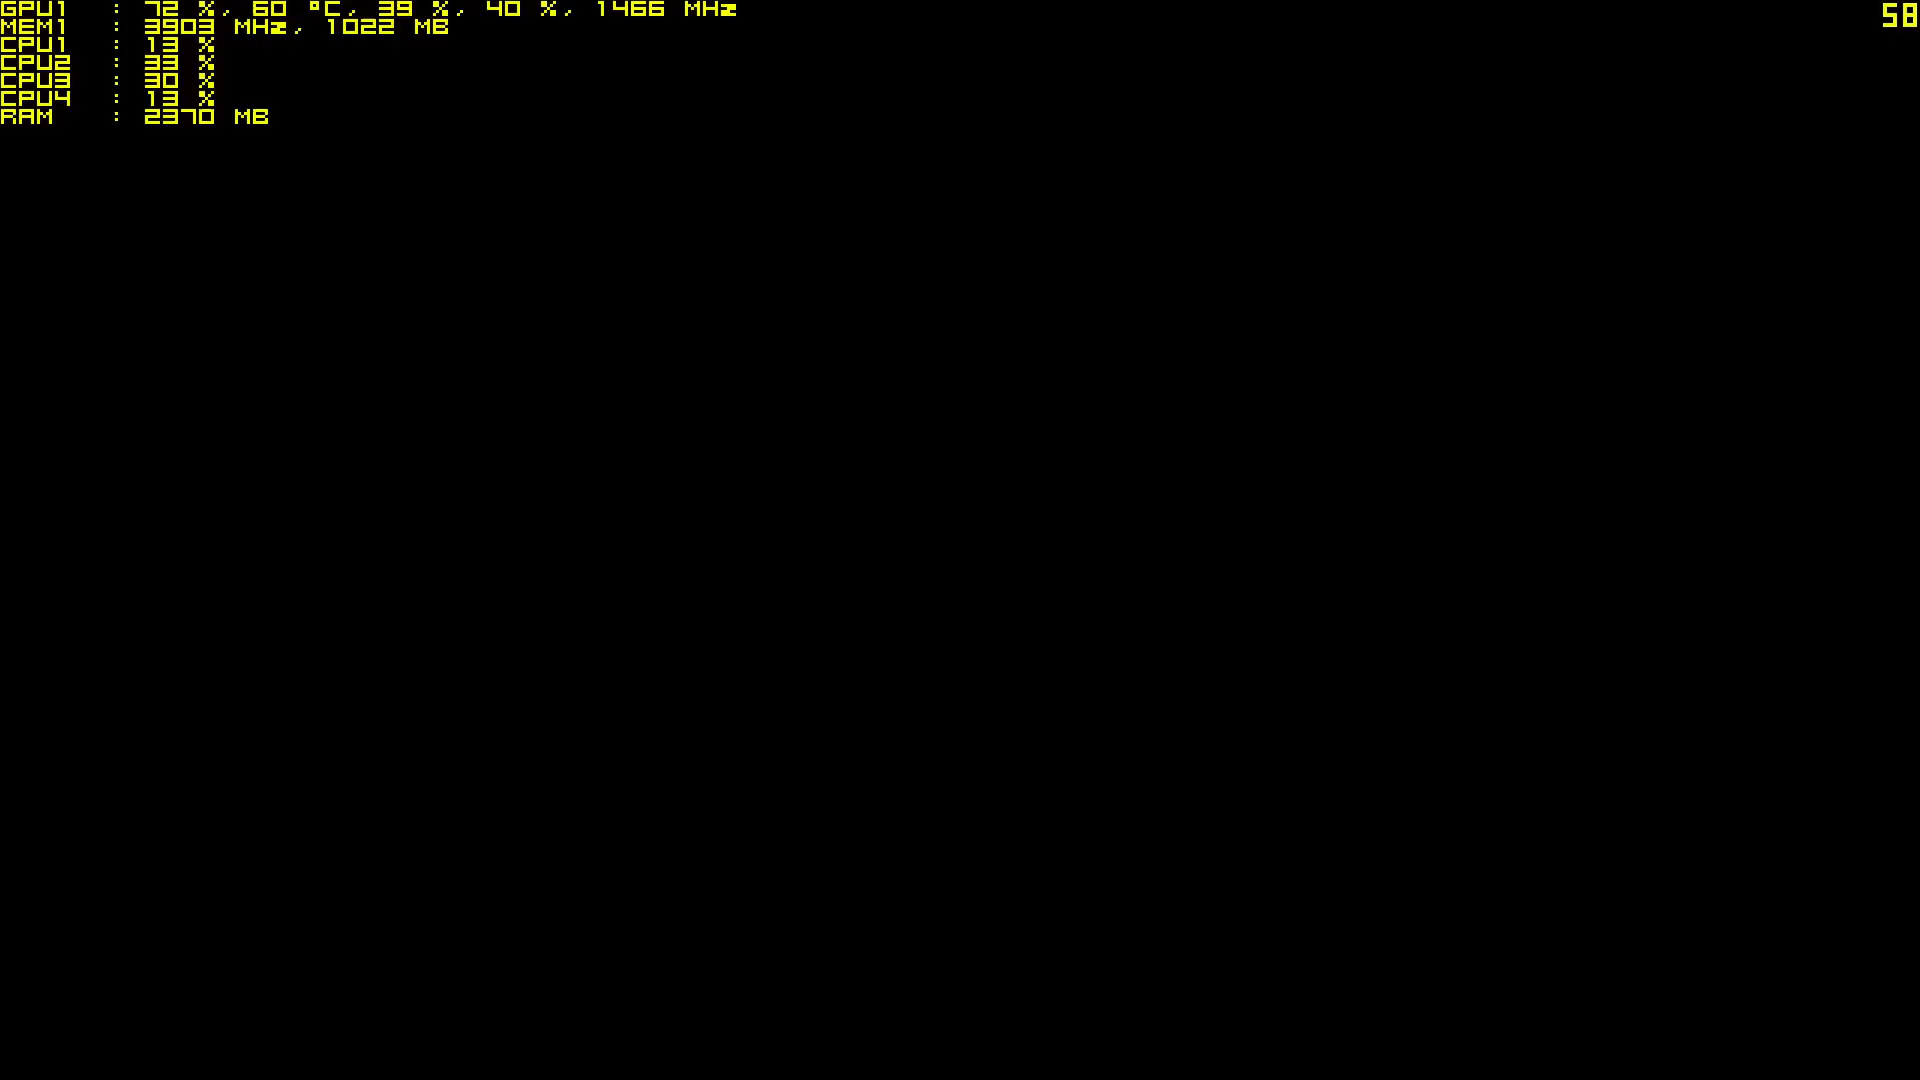 GPU1 : 72 %, 60 °C, 39 %, 40 %, 1466 MHz
58
MEM1 : 3903 MHz, 1022 MB
CPU1 : 13 %
CPU2 : 33 %
CPU3 : 30 %
CPU4 : 13 %
RAM : 2370 MB